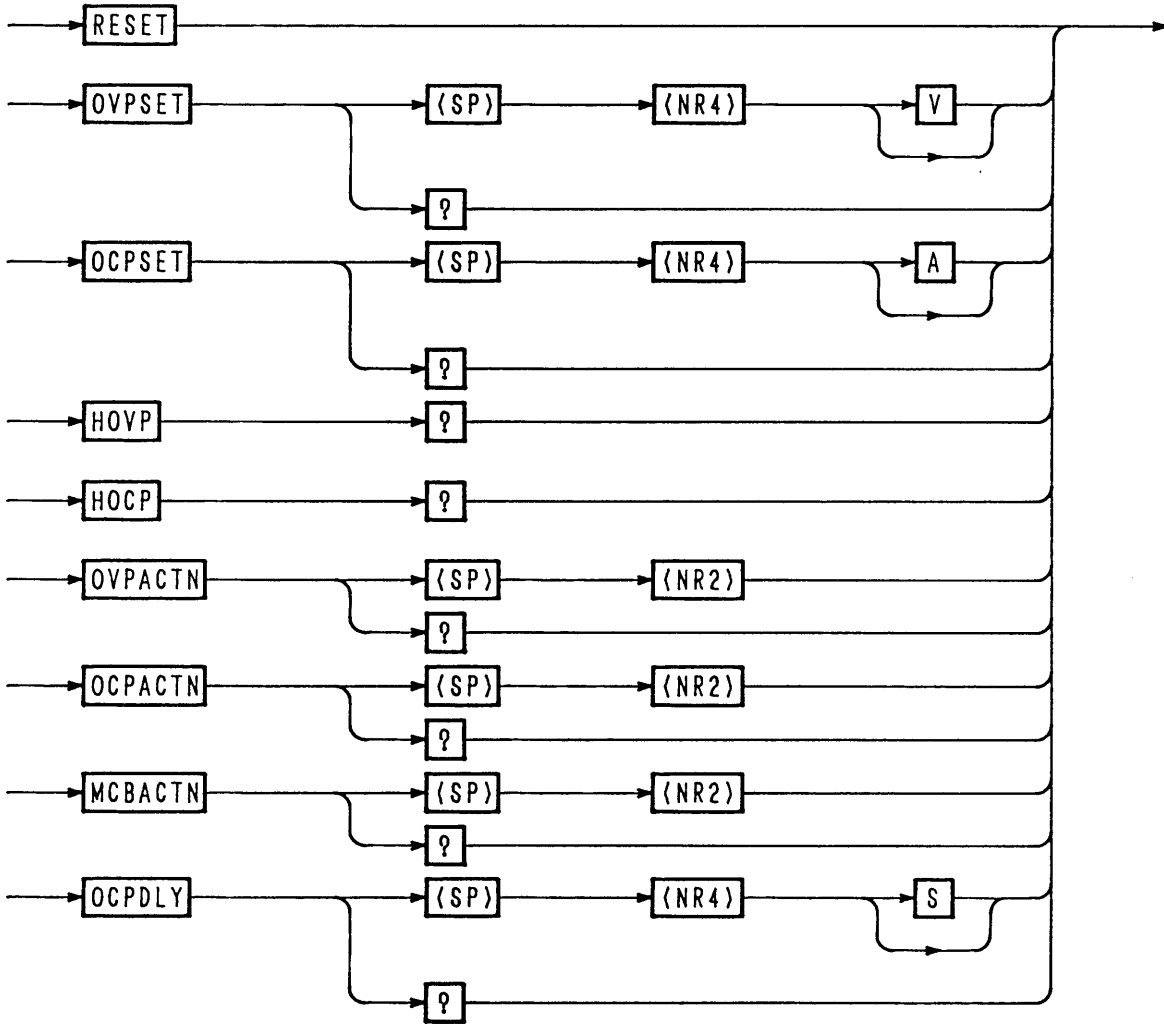 RESET
OVPSET ⟨SP⟩ ⟨NR4⟩ V
?
OCPSET ⟨SP⟩ ⟨NR4⟩ A
?
HOVP ?
HOCP ?
OVPACTN ⟨SP⟩ ⟨NR2⟩
?
OCPACTN ⟨SP⟩ ⟨NR2⟩
?
MCBACTN ⟨SP⟩ ⟨NR2⟩
?
OCPDLY ⟨SP⟩ ⟨NR4⟩ S
?